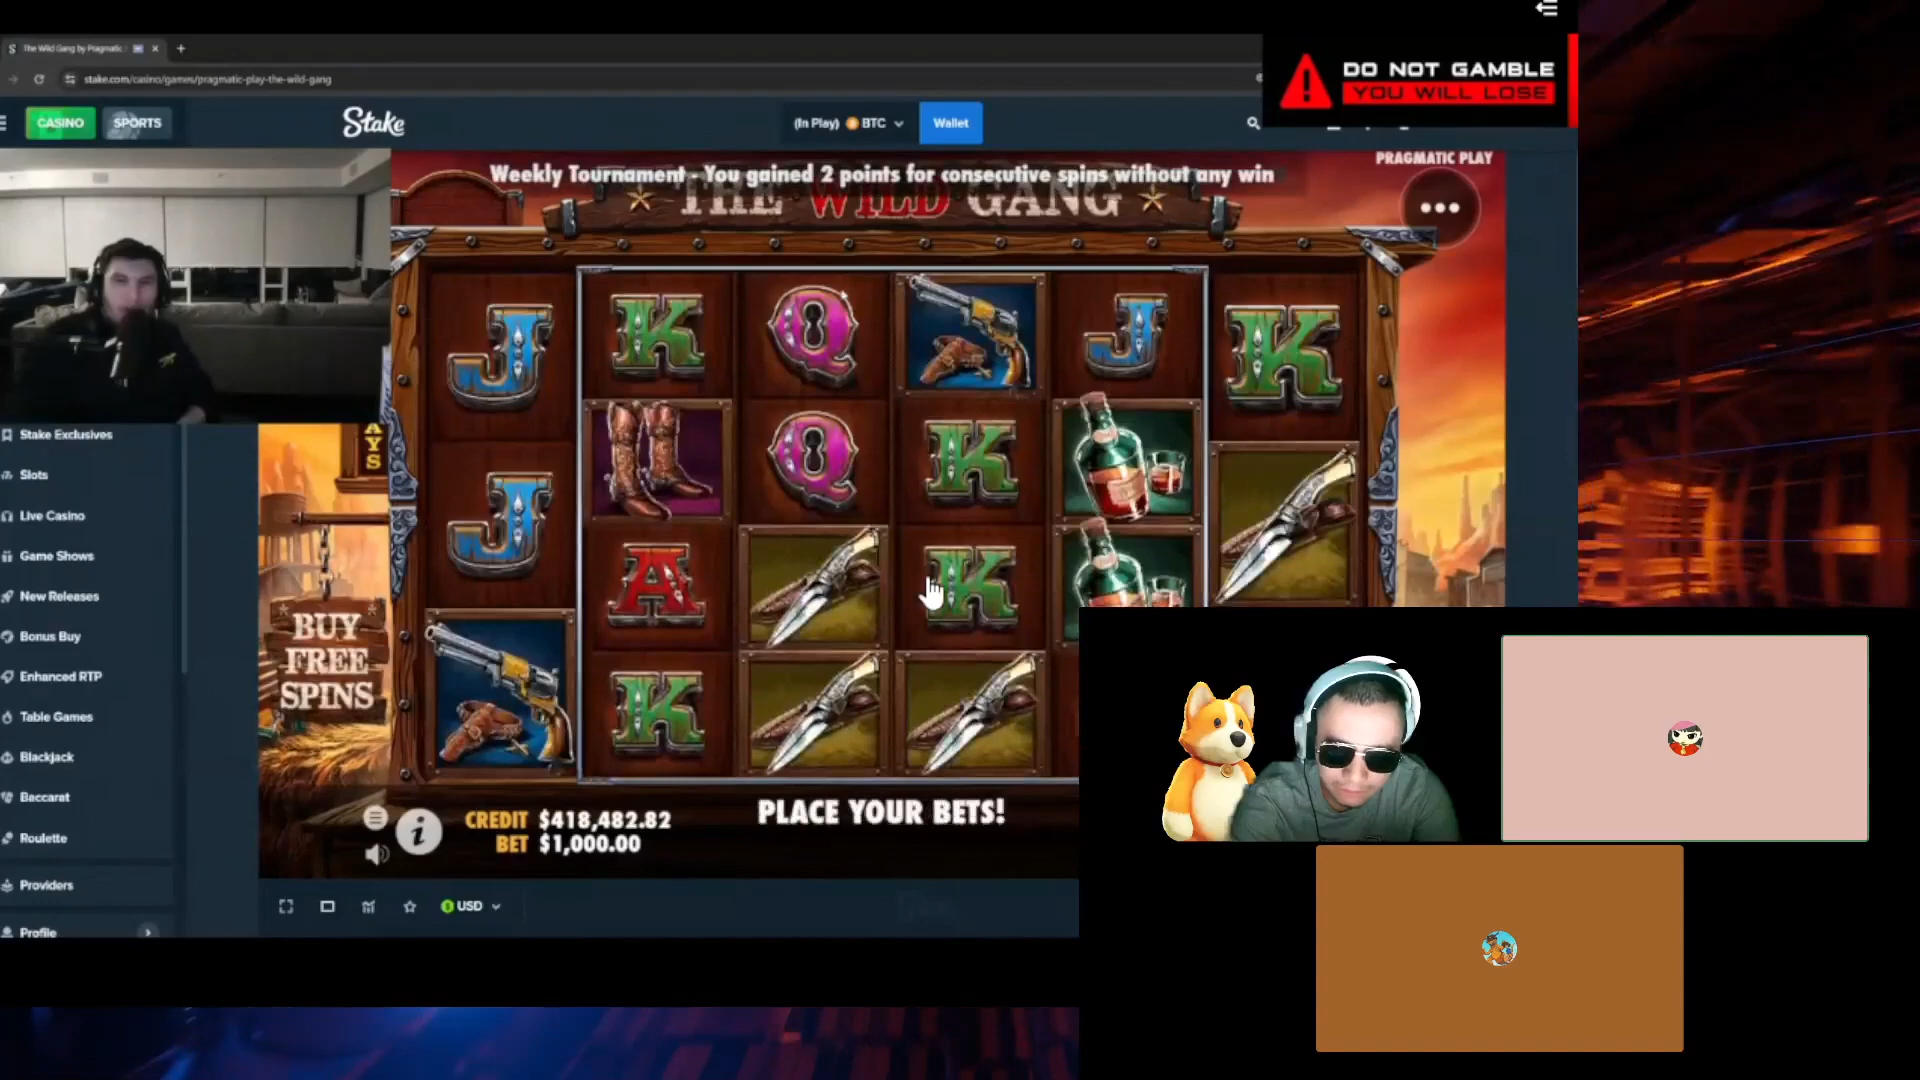 The Wild Gang by Pragmatic
stake.com/casino/games/pragmatic-play-the-wild-gang
DO NOT GAMBLE
YOU WILL LOSE
CASINO
SPORTS
Stake
(In Play)
BTC
Wallet
PRAGMATIC PLAY
Weekly Tournament - You gained 2 points for consecutive spins without any win
THE WILD GANG
J
K
Q
J
K
AYS
Q
K
J
A
K
K
BUY
FREE
SPINS
Stake Exclusives
Slots
Live Casino
Game Shows
New Releases
Bonus Buy
Enhanced RTP
Table Games
Blackjack
Baccarat
Roulette
Providers
Profile
CREDIT $418,482.82
BET $1,000.00
PLACE YOUR BETS!
USD